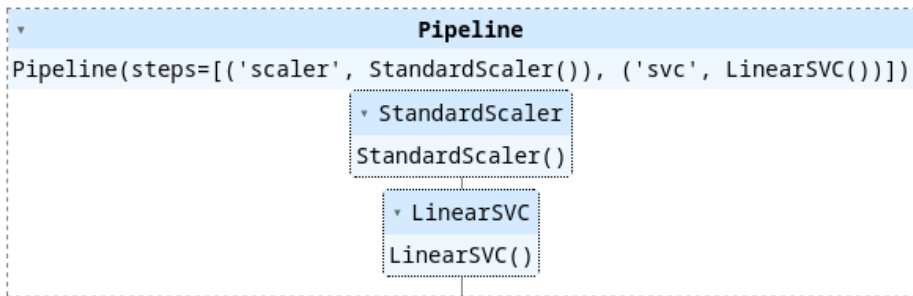 Pipeline
Pipeline(steps=[('scaler', StandardScaler()), ('svc', LinearSVC())])
StandardScaler
StandardScaler()
LinearSVC
LinearSVC()